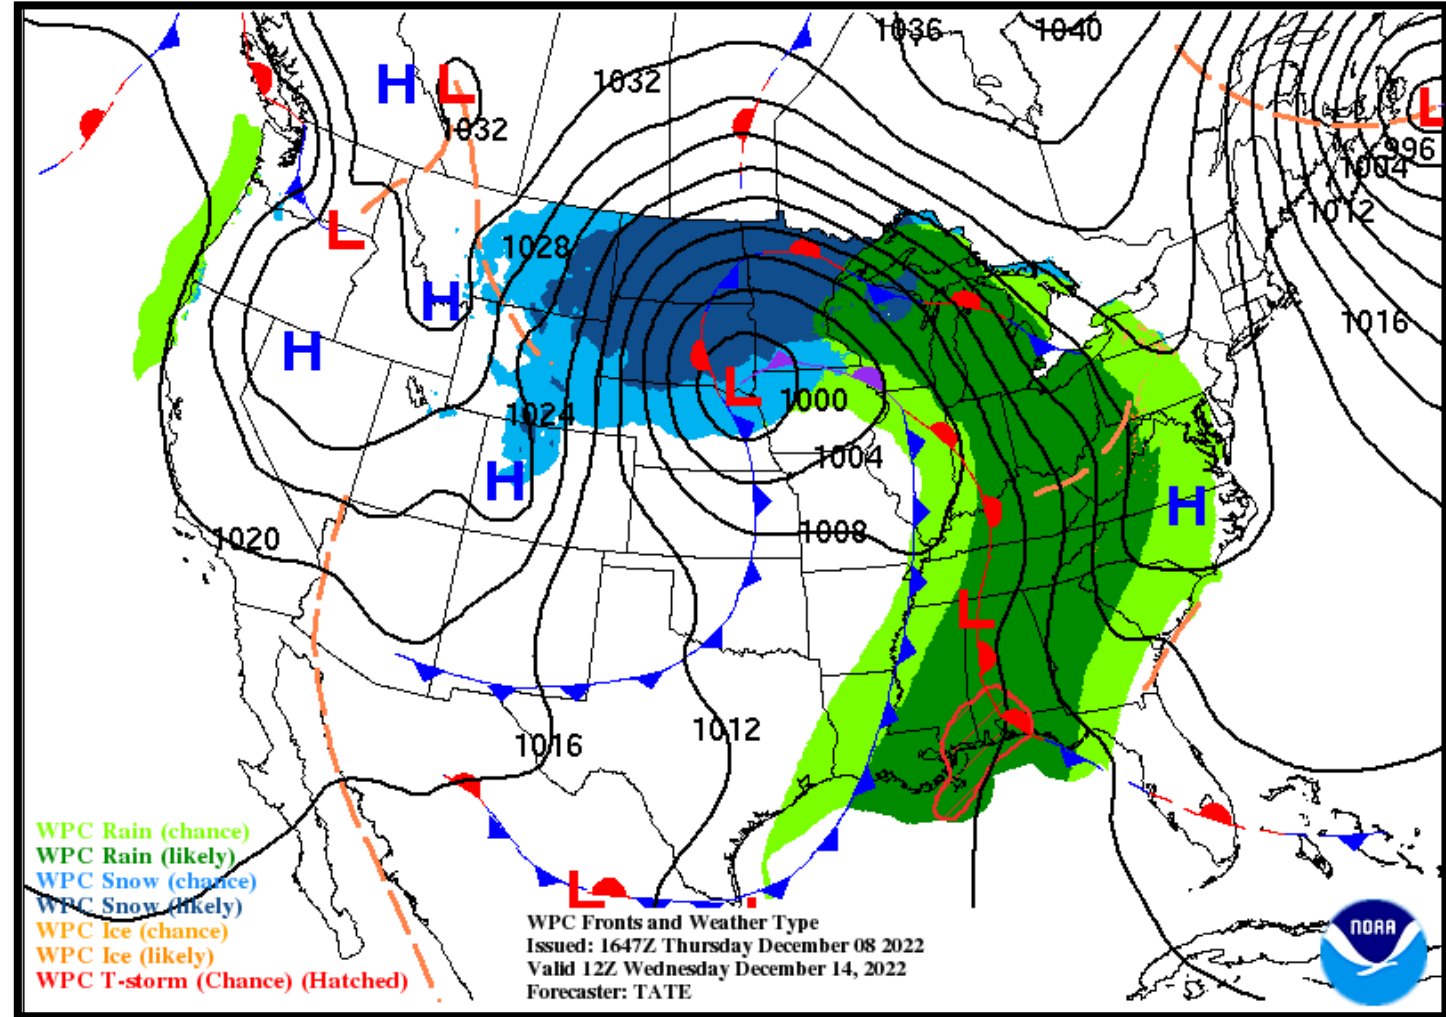 1036
1040
H
L
1032
1032
L
996
1004
1012
L
1028
H
1016
H
L
1000
1024
1004
H
H
1020
1008
L
1012
1016
WPC Rain (chance)
WPC Rain (likely)
WPC Snow (chance)
WPC Snow (likely)
WPC Ice (chance)
WPC Ice (likely)
WPC T-storm (Chance) (Hatched)
L
WPC Fronts and Weather Type
Issued: 1647Z Thursday December 08 2022
Valid 12Z Wednesday December 14, 2022
Forecaster: TATE
NOAA